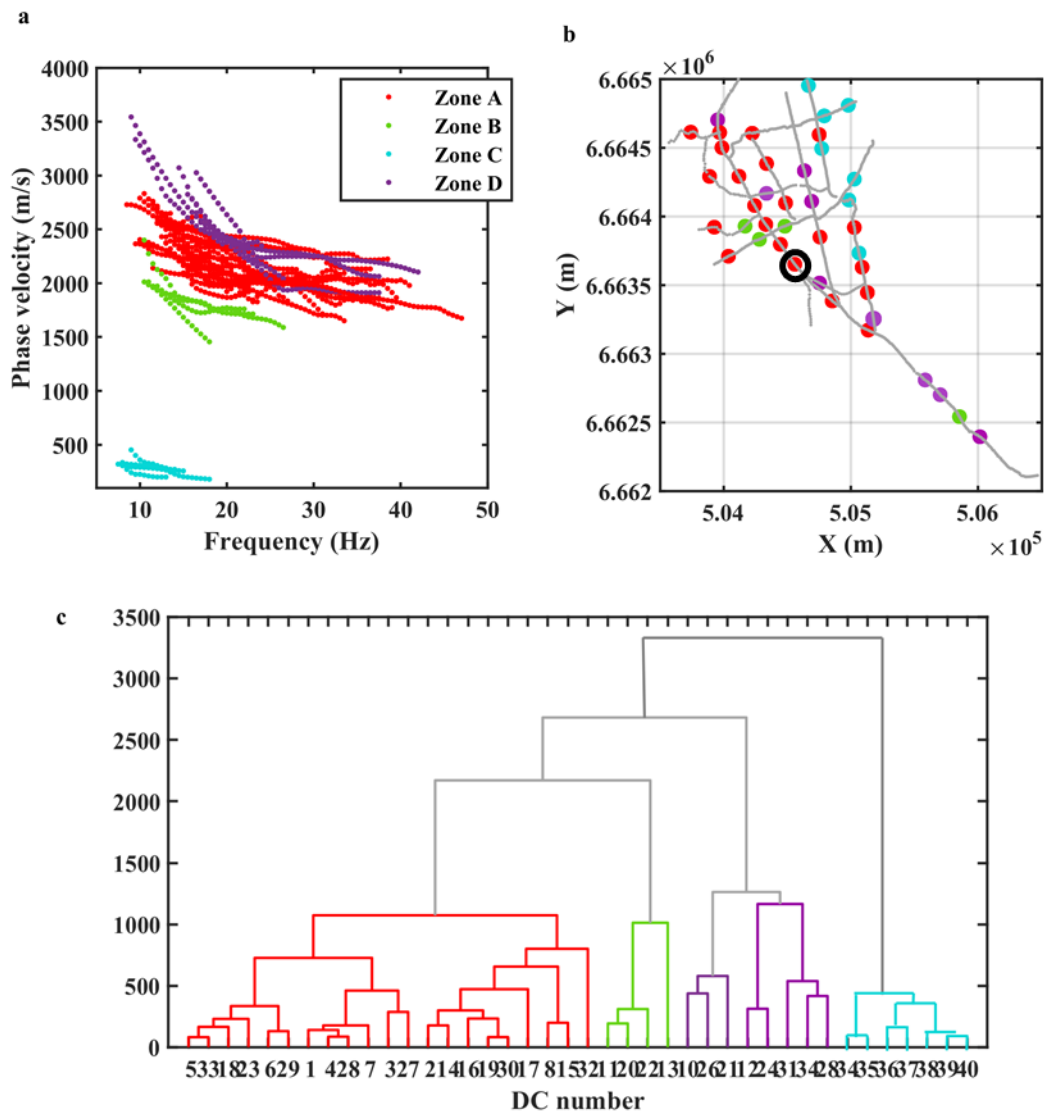 a
4000
3500
3000
2500
2000
1500
1000
500
10
20
30
40
50
Phase velocity (m/s)
Frequency (Hz)
Zone A
Zone B
Zone C
Zone D
b
×10⁶
6.665
6.6645
6.664
6.6635
6.663
6.6625
6.662
5.04
5.05
5.06
×10⁵
Y (m)
X (m)
c
3500
3000
2500
2000
1500
1000
500
0
DC number